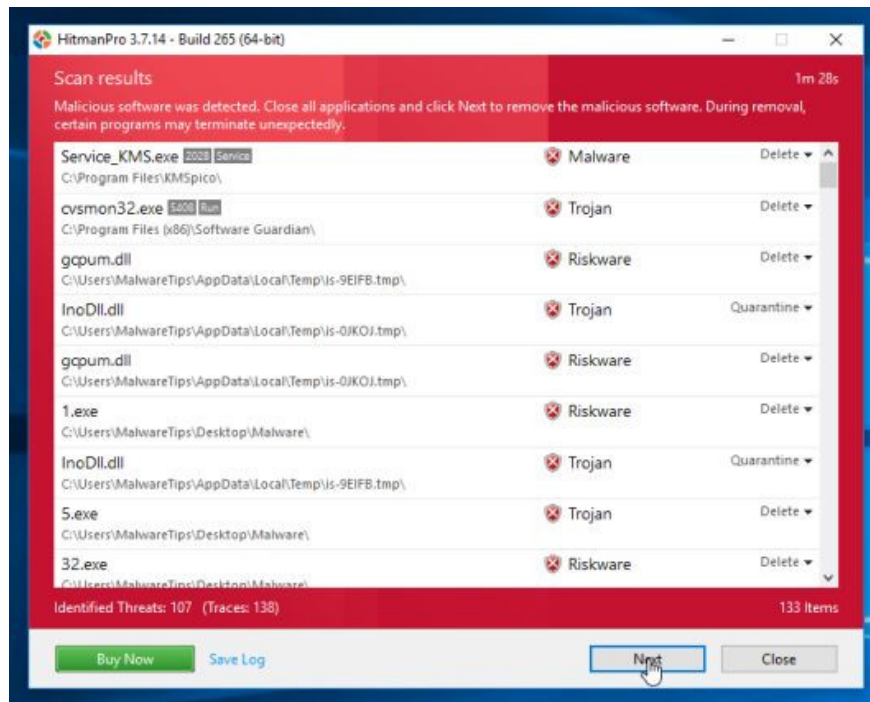 HitmanPro 3.7.14 - Build 265 (64-bit)
Scan results 1m 28s
Malicious software was detected. Close all applications and click Next to remove the malicious software. During removal,
certain programs may terminate unexpectedly.
Service_KMS.exe 2028 Service Malware Delete
C:\Program Files\KMSpico\
cvsmon32.exe 5408 Run Trojan Delete
C:\Program Files (x86)\Software Guardian\
gcpum.dll Riskware Delete
C:\Users\MalwareTips\AppData\Local\Temp\is-9EIFB.tmp\
InoDll.dll Trojan Quarantine
C:\Users\MalwareTips\AppData\Local\Temp\is-0JKOJ.tmp\
gcpum.dll Riskware Delete
C:\Users\MalwareTips\AppData\Local\Temp\is-0JKOJ.tmp\
1.exe Riskware Delete
C:\Users\MalwareTips\Desktop\Malware\
InoDll.dll Trojan Quarantine
C:\Users\MalwareTips\AppData\Local\Temp\is-9EIFB.tmp\
5.exe Trojan Delete
C:\Users\MalwareTips\Desktop\Malware\
32.exe Riskware Delete
C:\Users\MalwareTips\Desktop\Malware\
Identified Threats: 107 (Traces: 138) 133 Items
Buy Now Save Log Next Close